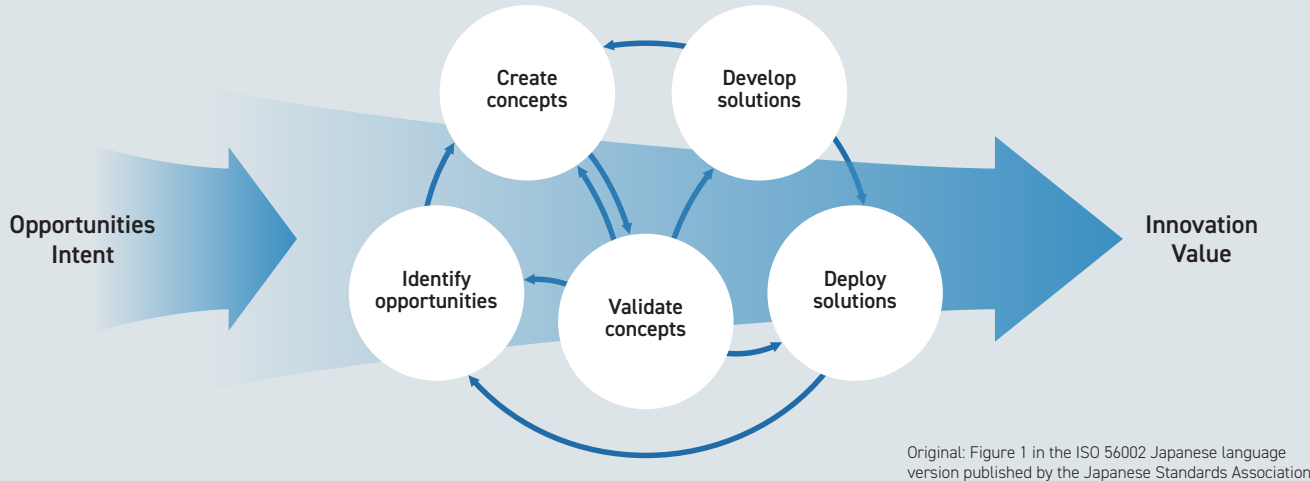 Opportunities
Intent
Create
concepts
Develop
solutions
Identify
opportunities
Validate
concepts
Deploy
solutions
Innovation
Value
Original: Figure 1 in the ISO 56002 Japanese language
version published by the Japanese Standards Association